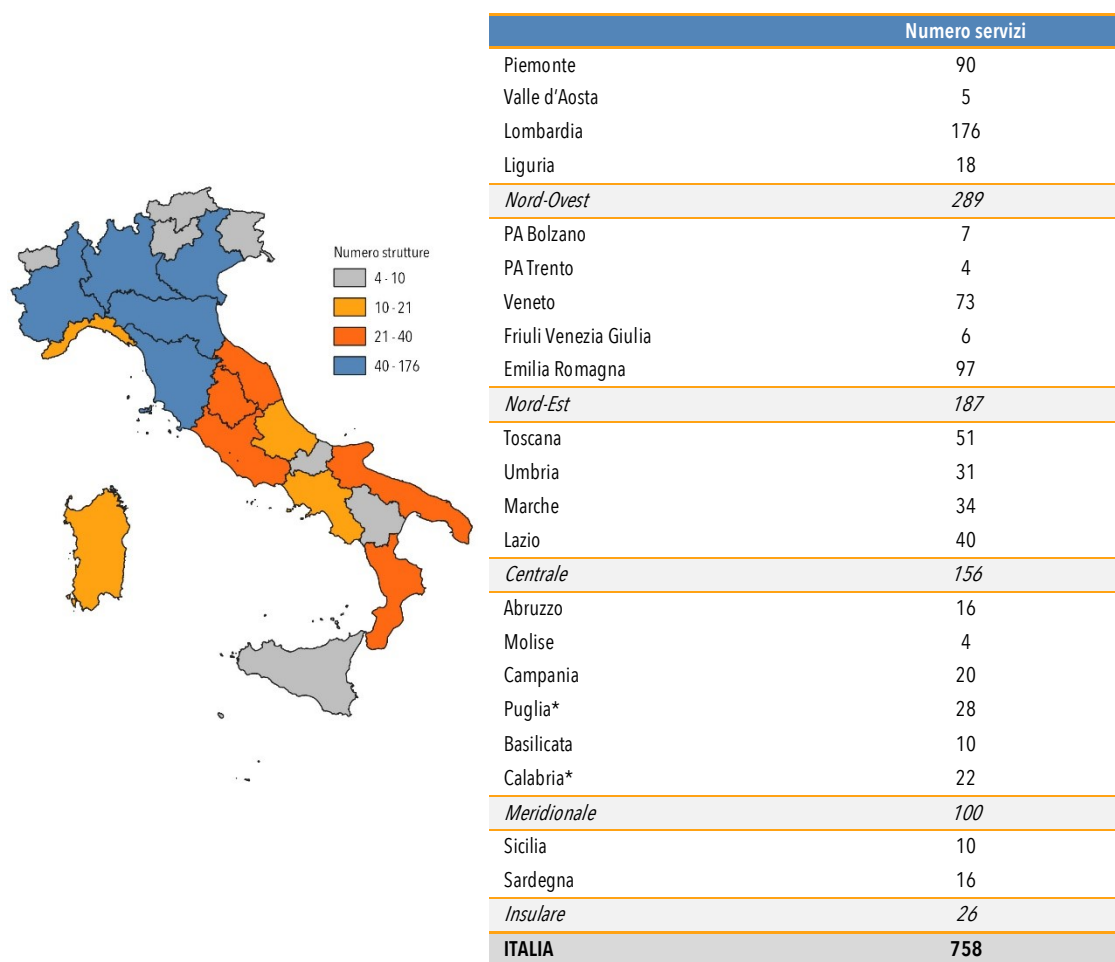 Numero servizi
Piemonte 90
Valle d'Aosta 5
Lombardia 176
Liguria 18
Nord-Ovest 289
PA Bolzano 7
PA Trento 4
Veneto 73
Friuli Venezia Giulia 6
Emilia Romagna 97
Nord-Est 187
Toscana 51
Umbria 31
Marche 34
Lazio 40
Centrale 156
Abruzzo 16
Molise 4
Campania 20
Puglia* 28
Basilicata 10
Calabria* 22
Meridionale 100
Sicilia 10
Sardegna 16
Insulare 26
ITALIA 758
Numero strutture
4 - 10
10 - 21
21 - 40
40 - 176